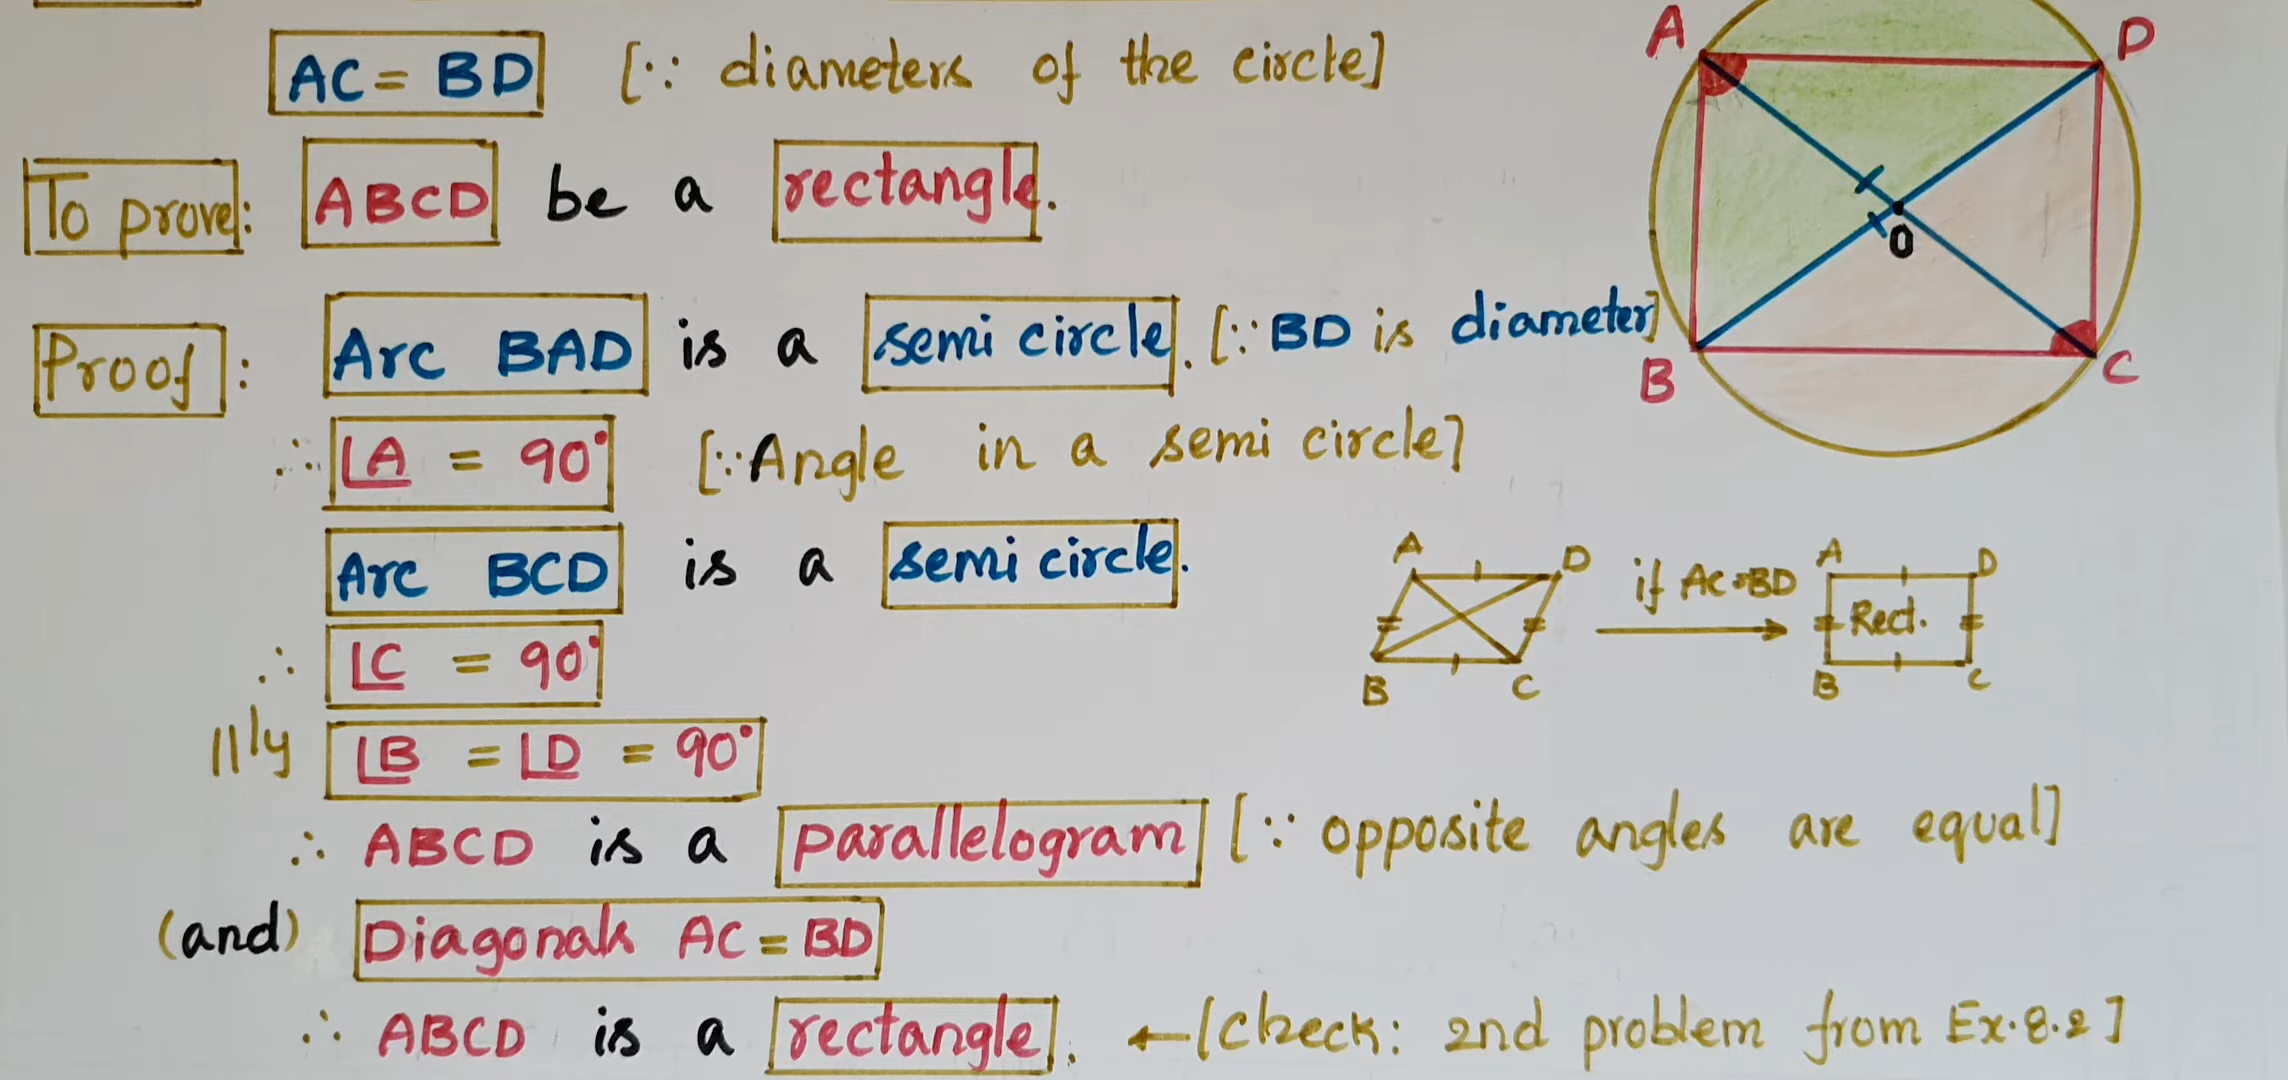 AC = BD [∵ diameters of the circle]
To prove: ABCD be a rectangle.
Proof: Arc BAD is a semi circle. [∵ BD is diameter]
∴ ∠A = 90° [∵ Angle in a semi circle]
Arc BCD is a semi circle.
∴ ∠C = 90°
|||ly ∠B = ∠D = 90°
∴ ABCD is a parallelogram [∵ opposite angles are equal]
(and) Diagonals AC = BD
∴ ABCD is a rectangle. ← [Check: 2nd problem from Ex.8.2]
A D
O
B C
A D if AC=BD A D
Rect.
B C B C